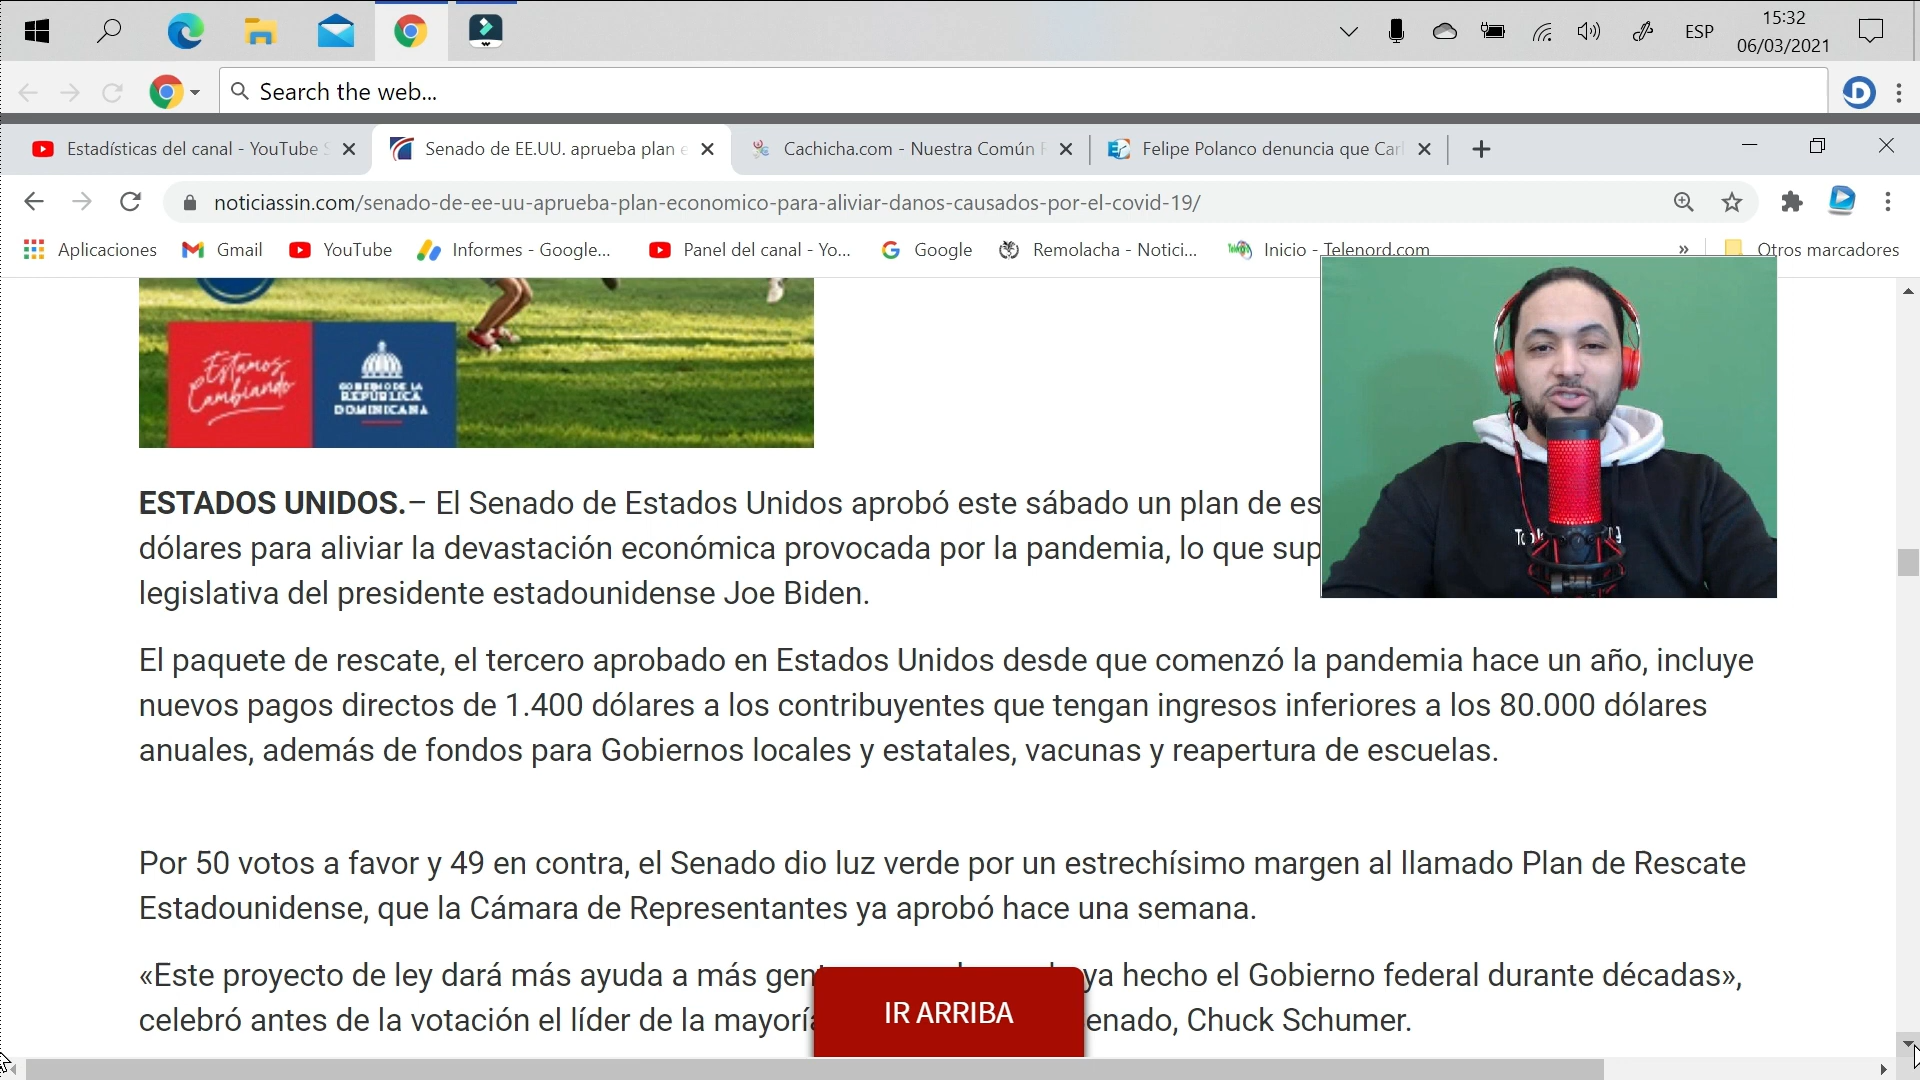 ESP
15:32
06/03/2021
Search the web...
Estadísticas del canal - YouTube
Senado de EE.UU. aprueba plan e
Cachicha.com - Nuestra Común
Felipe Polanco denuncia que Carl
noticiassin.com/senado-de-ee-uu-aprueba-plan-economico-para-aliviar-danos-causados-por-el-covid-19/
Aplicaciones
Gmail
YouTube
Informes - Google...
Panel del canal - Yo...
Google
Remolacha - Notici...
Inicio - Telenord.com
»
Otros marcadores
Estamos
Cambiando
GOBIERNO DE LA
REPÚBLICA
DOMINICANA
ESTADOS UNIDOS.– El Senado de Estados Unidos aprobó este sábado un plan de es
dólares para aliviar la devastación económica provocada por la pandemia, lo que sup
legislativa del presidente estadounidense Joe Biden.
El paquete de rescate, el tercero aprobado en Estados Unidos desde que comenzó la pandemia hace un año, incluye
nuevos pagos directos de 1.400 dólares a los contribuyentes que tengan ingresos inferiores a los 80.000 dólares
anuales, además de fondos para Gobiernos locales y estatales, vacunas y reapertura de escuelas.
Por 50 votos a favor y 49 en contra, el Senado dio luz verde por un estrechísimo margen al llamado Plan de Rescate
Estadounidense, que la Cámara de Representantes ya aprobó hace una semana.
«Este proyecto de ley dará más ayuda a más gen ya hecho el Gobierno federal durante décadas»,
celebró antes de la votación el líder de la mayoría enado, Chuck Schumer.
IR ARRIBA